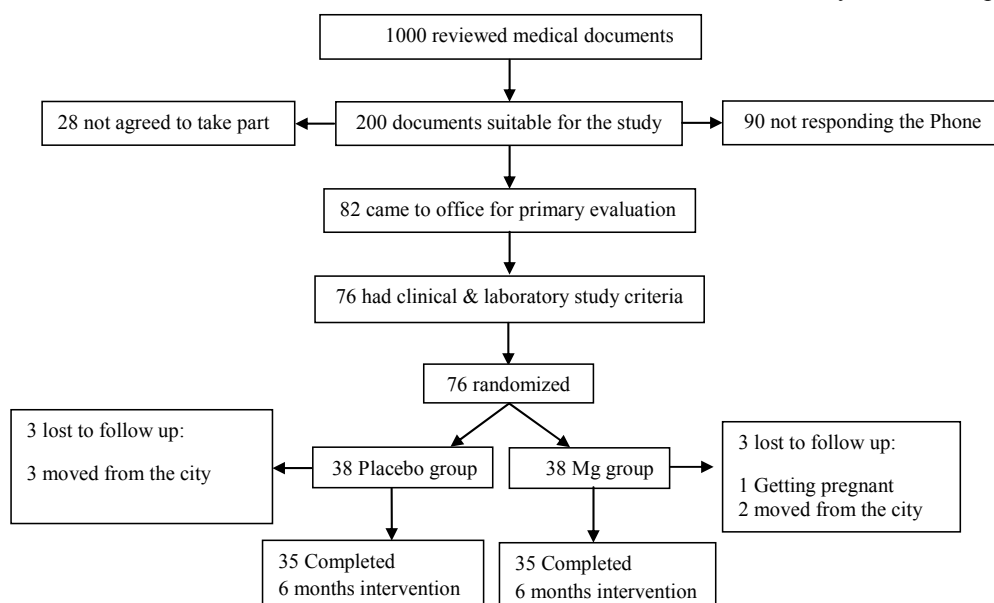 1000 reviewed medical documents
28 not agreed to take part
200 documents suitable for the study
90 not responding the Phone
82 came to office for primary evaluation
76 had clinical & laboratory study criteria
76 randomized
3 lost to follow up:
3 moved from the city
38 Placebo group
38 Mg group
3 lost to follow up:
1 Getting pregnant
2 moved from the city
35 Completed
6 months intervention
35 Completed
6 months intervention